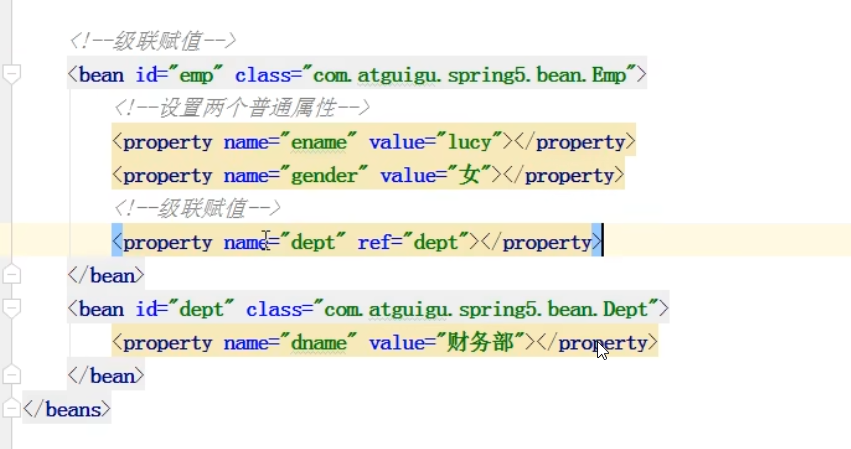 <!--级联赋值-->
<bean id="emp" class="com.atguigu.spring5.bean.Emp">
<!--设置两个普通属性-->
<property name="ename" value="lucy"></property>
<property name="gender" value="女"></property>
<!--级联赋值-->
<property name="dept" ref="dept"></property>
</bean>
<bean id="dept" class="com.atguigu.spring5.bean.Dept">
<property name="dname" value="财务部"></property>
</bean>
</beans>